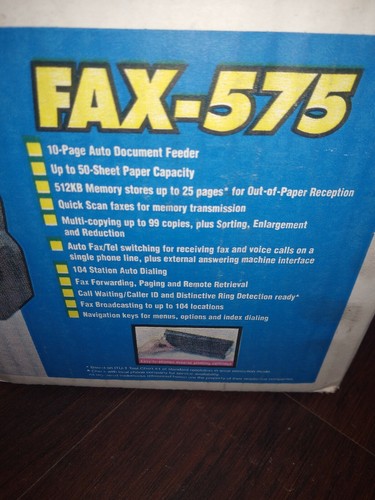 FAX-575
10-Page Auto Document Feeder
Up to 50-Sheet Paper Capacity
512KB Memory stores up to 25 pages* for Out-of-Paper Reception
Quick Scan faxes for memory transmission
Multi-copying up to 99 copies, plus Sorting, Enlargement
and Reduction
Auto Fax/Tel switching for receiving fax and voice calls on a
single phone line, plus external answering machine interface
104 Station Auto Dialing
Fax Forwarding, Paging and Remote Retrieval
Call Waiting/Caller ID and Distinctive Ring Detection ready*
Fax Broadcasting to up to 104 locations
Navigation keys for menus, options and index dialing